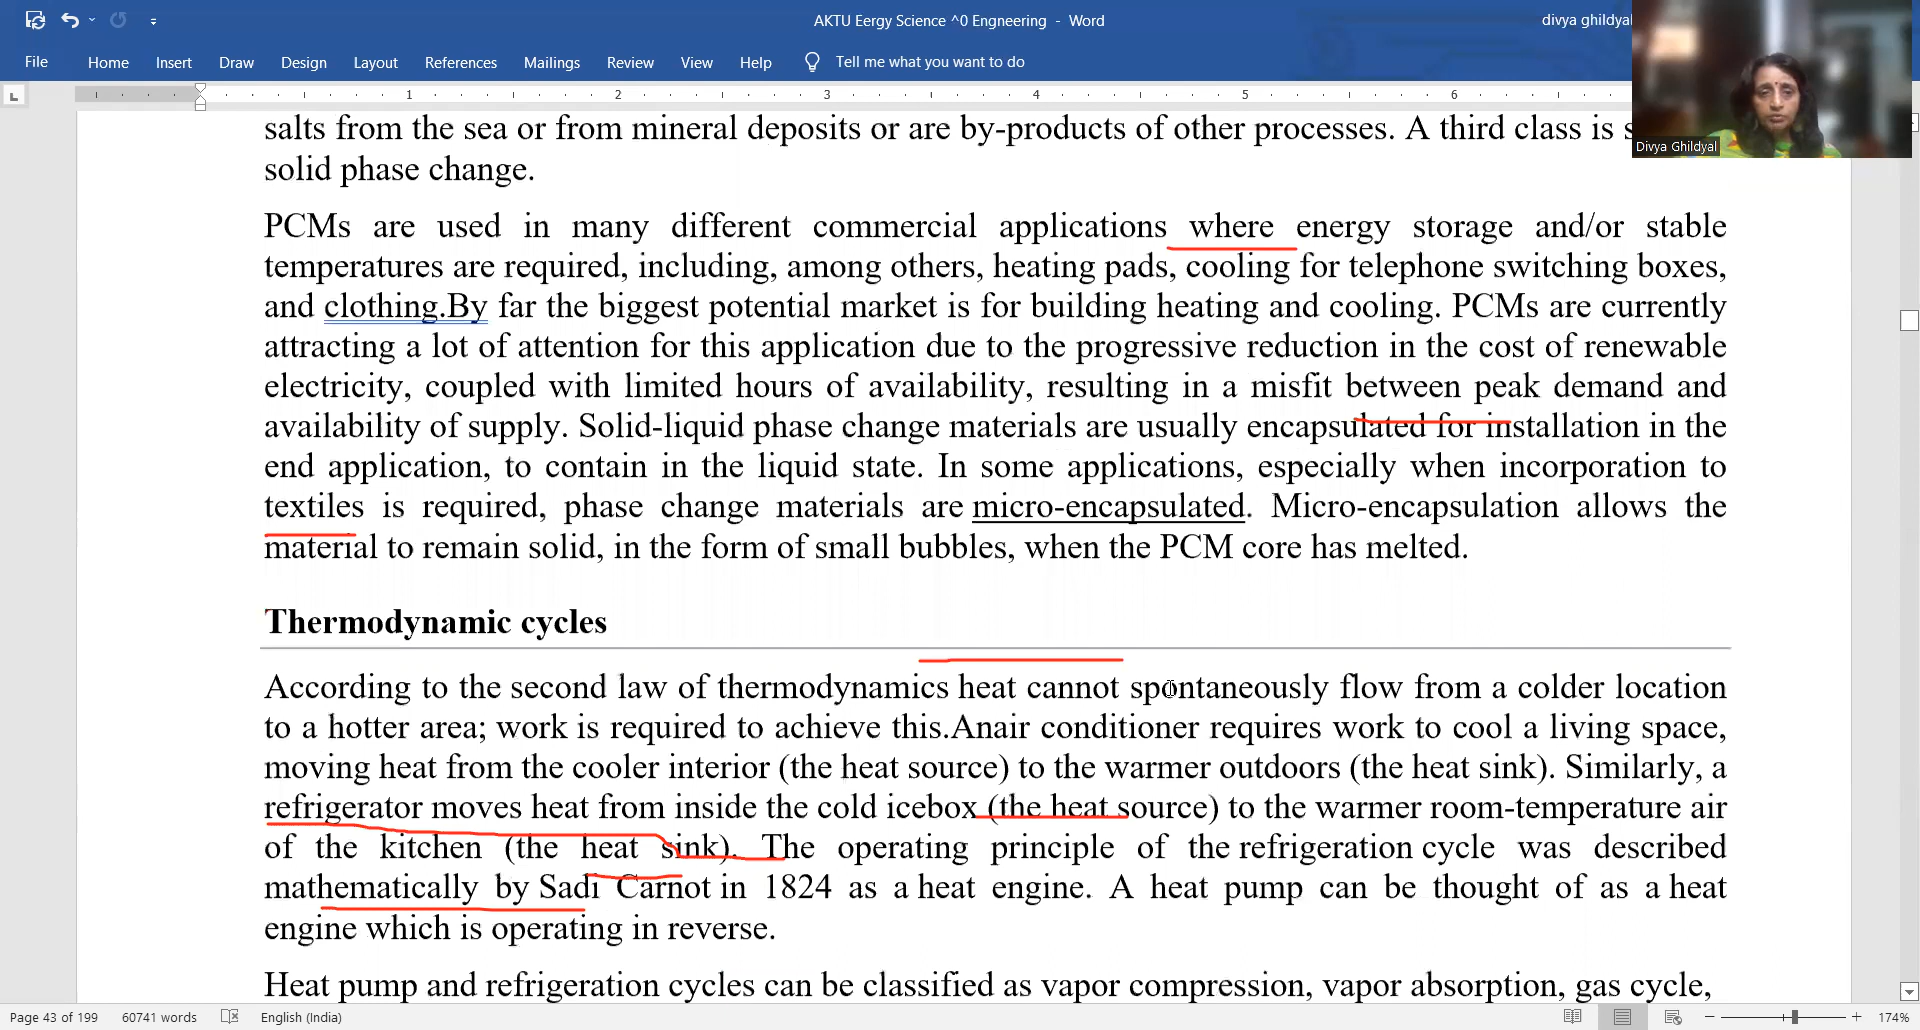 AKTU Eergy Science ^0 Engneering - Word
divya ghildyal
File Home Insert Draw Design Layout References Mailings Review View Help Tell me what you want to do
1 2 3 4 5 6
Divya Ghildyal
salts from the sea or from mineral deposits or are by-products of other processes. A third class is
solid phase change.
PCMs are used in many different commercial applications where energy storage and/or stable
temperatures are required, including, among others, heating pads, cooling for telephone switching boxes,
and clothing.By far the biggest potential market is for building heating and cooling. PCMs are currently
attracting a lot of attention for this application due to the progressive reduction in the cost of renewable
electricity, coupled with limited hours of availability, resulting in a misfit between peak demand and
availability of supply. Solid-liquid phase change materials are usually encapsulated for installation in the
end application, to contain in the liquid state. In some applications, especially when incorporation to
textiles is required, phase change materials are micro-encapsulated. Micro-encapsulation allows the
material to remain solid, in the form of small bubbles, when the PCM core has melted.
Thermodynamic cycles
According to the second law of thermodynamics heat cannot spontaneously flow from a colder location
to a hotter area; work is required to achieve this.Anair conditioner requires work to cool a living space,
moving heat from the cooler interior (the heat source) to the warmer outdoors (the heat sink). Similarly, a
refrigerator moves heat from inside the cold icebox (the heat source) to the warmer room-temperature air
of the kitchen (the heat sink). The operating principle of the refrigeration cycle was described
mathematically by Sadi Carnot in 1824 as a heat engine. A heat pump can be thought of as a heat
engine which is operating in reverse.
Heat pump and refrigeration cycles can be classified as vapor compression, vapor absorption, gas cycle,
Page 43 of 199 60741 words English (India) 174%